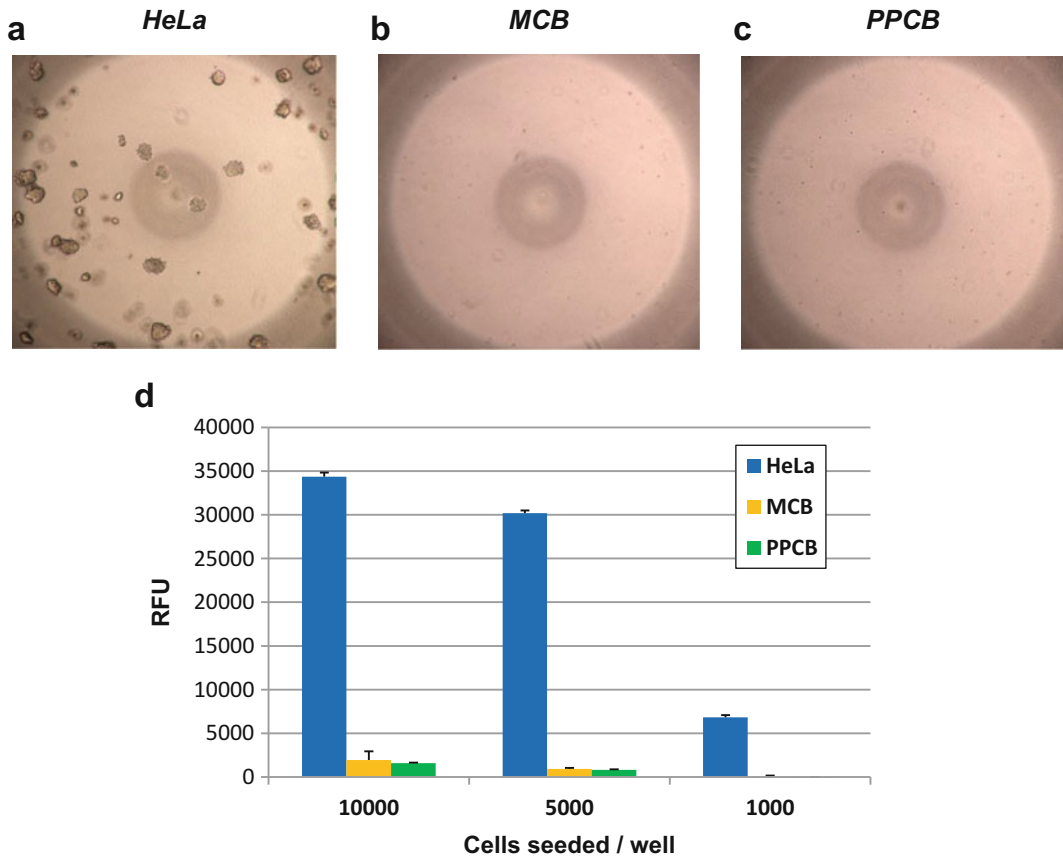 a HeLa
b MCB
c PPCB
d
40000
35000
30000
25000
20000
15000
10000
5000
0
RFU
HeLa
MCB
PPCB
10000 5000 1000
Cells seeded / well